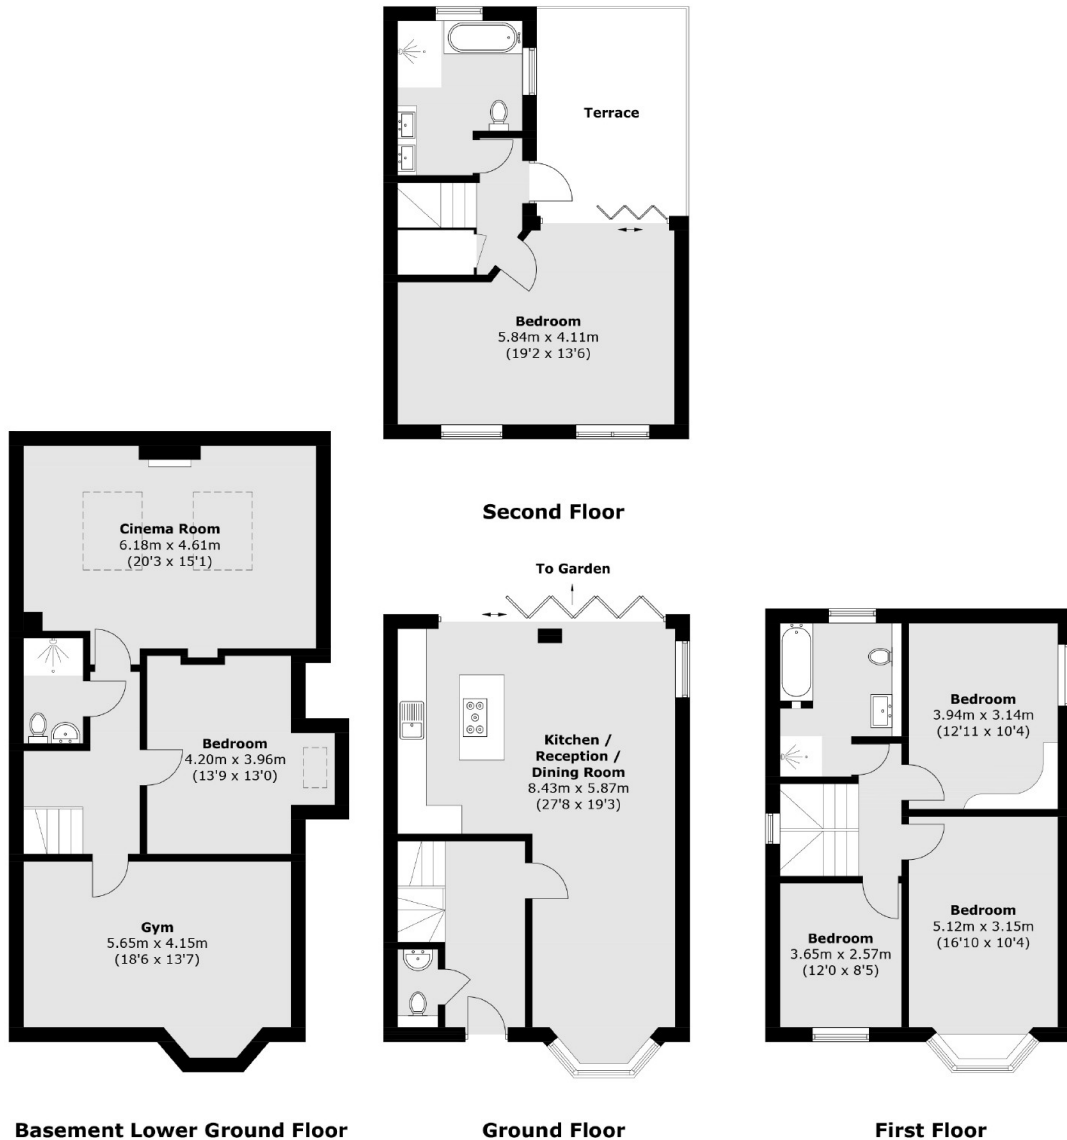 Terrace
Bedroom
5.84m x 4.11m
(19'2 x 13'6)
Second Floor
Cinema Room
6.18m x 4.61m
(20'3 x 15'1)
Bedroom
4.20m x 3.96m
(13'9 x 13'0)
Gym
5.65m x 4.15m
(18'6 x 13'7)
Basement Lower Ground Floor
To Garden
Kitchen /
Reception /
Dining Room
8.43m x 5.87m
(27'8 x 19'3)
Ground Floor
Bedroom
3.94m x 3.14m
(12'11 x 10'4)
Bedroom
5.12m x 3.15m
(16'10 x 10'4)
Bedroom
3.65m x 2.57m
(12'0 x 8'5)
First Floor